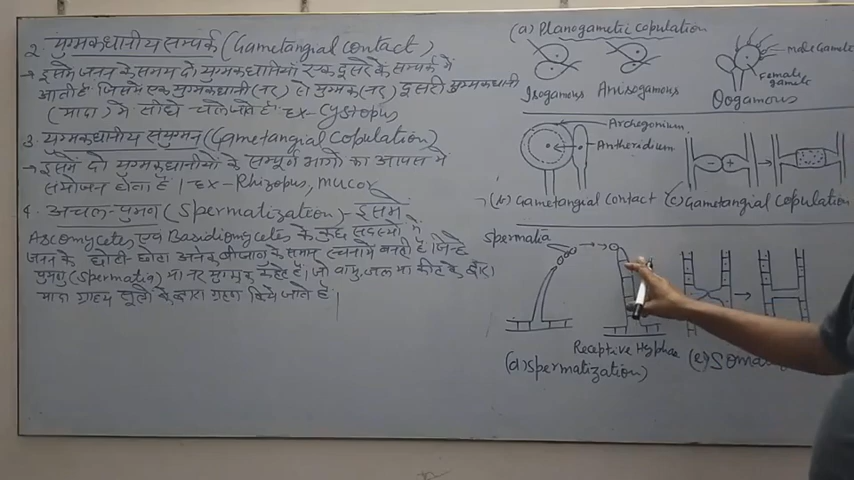 2. युग्मकधानीय सम्पर्क (Gametangial contact)
→ इसमें जनन के समय दो युग्मकधानियाँ एक दूसरे के सम्पर्क में
आती हैं जिसमें एक युग्मकधानी (नर) से युग्मक (नर) दूसरी युग्मकधानी
(मादा) में सीधे चले जाते हैं Ex- Cystopus
3. युग्मकधानीय संयुग्मन (Gametangial Copulation)
→ इसमें दो युग्मकधानीयों के सम्पूर्ण भागों का आपस में
संयोजन होता है | Ex - Rhizopus, mucor
4. अचल-पुमणु (Spermatization) - इसमें
Ascomycetes एवं Basidiomycetes के कुछ सदस्यों में
जनन के छोटी-छोटी अनेक बीजाणु के समान रचनायें बनती हैं जिन्हें
पुमणु (Spermatia) या नर युग्मक कहते हैं। जो वायु, जल या कीट के द्वारा
मादा ग्राह्य सूत्रों के द्वारा ग्रहण किये जाते हैं |
(a) Planogametic copulation
Isogamous
Anisogamous
male Gamete
Female gamete
Oogamous
Archegonium
Antheridium
(b) Gametangial Contact
(c) Gametangial Copulation
Spermatia
Receptive Hyphae
(d) Spermatization)
(e)